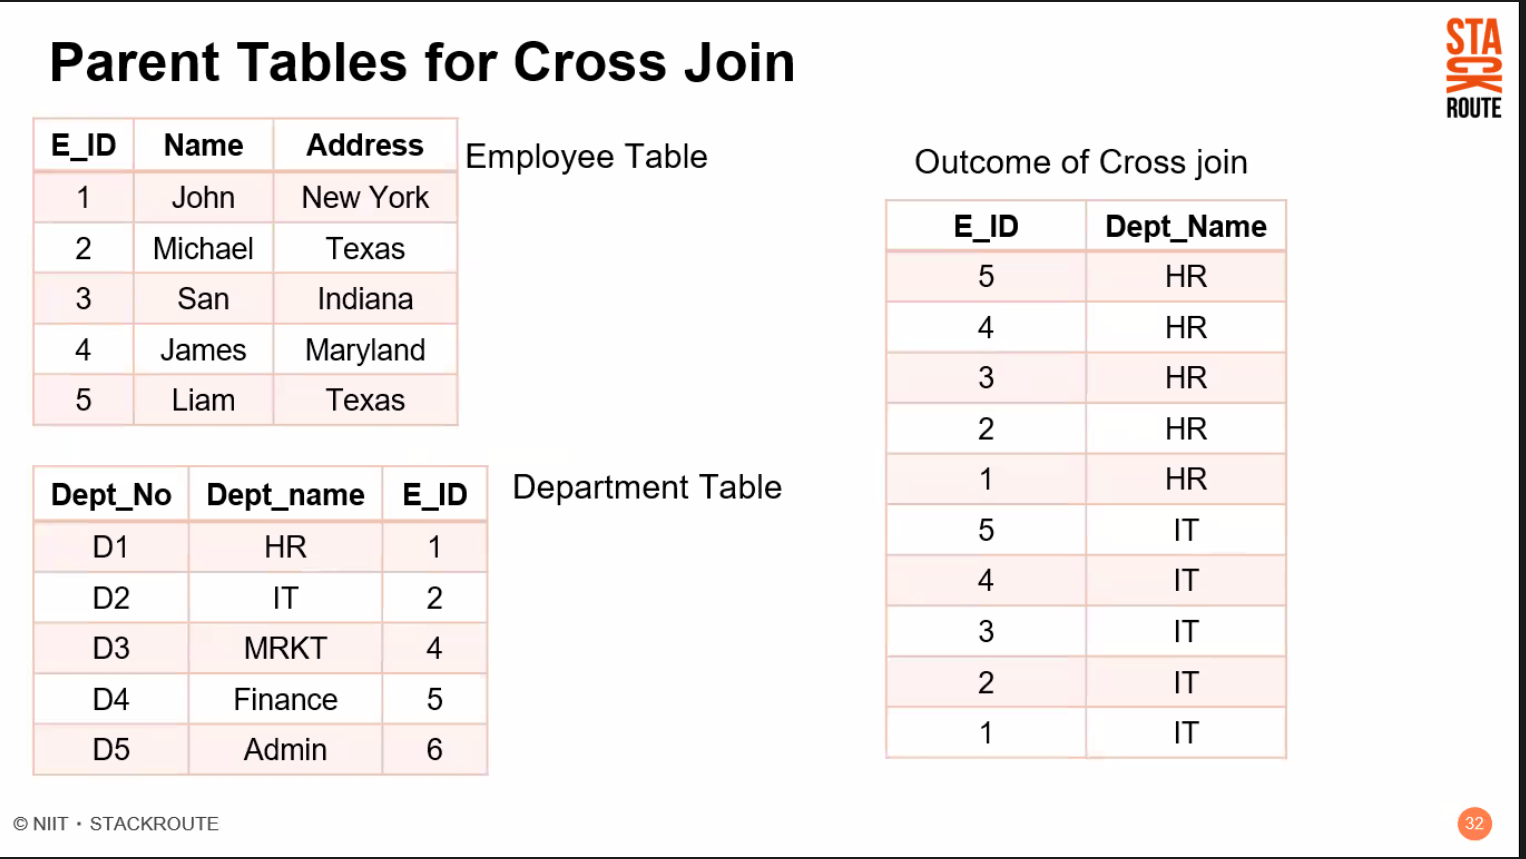 Parent Tables for Cross Join
STA
CK
ROUTE
E_ID Name Address
1 John New York
2 Michael Texas
3 San Indiana
4 James Maryland
5 Liam Texas
Employee Table
Dept_No Dept_name E_ID
D1 HR 1
D2 IT 2
D3 MRKT 4
D4 Finance 5
D5 Admin 6
Department Table
Outcome of Cross join
E_ID Dept_Name
5 HR
4 HR
3 HR
2 HR
1 HR
5 IT
4 IT
3 IT
2 IT
1 IT
© NIIT • STACKROUTE
32